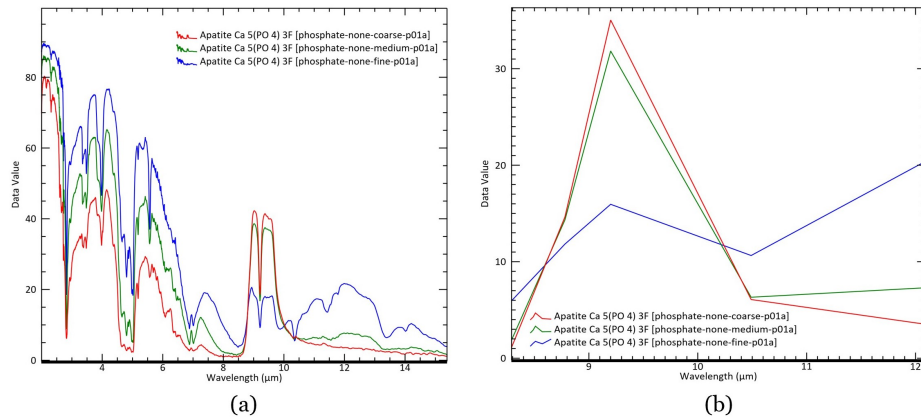 Apatite Ca 5(PO 4) 3F [phosphate-none-coarse-p01a]
Apatite Ca 5(PO 4) 3F [phosphate-none-medium-p01a]
Apatite Ca 5(PO 4) 3F [phosphate-none-fine-p01a]
80
60
40
20
0
Data Value
2 4 6 8 10 12 14
Wavelength (μm)
(a)
30
20
10
0
Data Value
Apatite Ca 5(PO 4) 3F [phosphate-none-coarse-p01a]
Apatite Ca 5(PO 4) 3F [phosphate-none-medium-p01a]
Apatite Ca 5(PO 4) 3F [phosphate-none-fine-p01a]
9 10 11 12
Wavelength (μm)
(b)